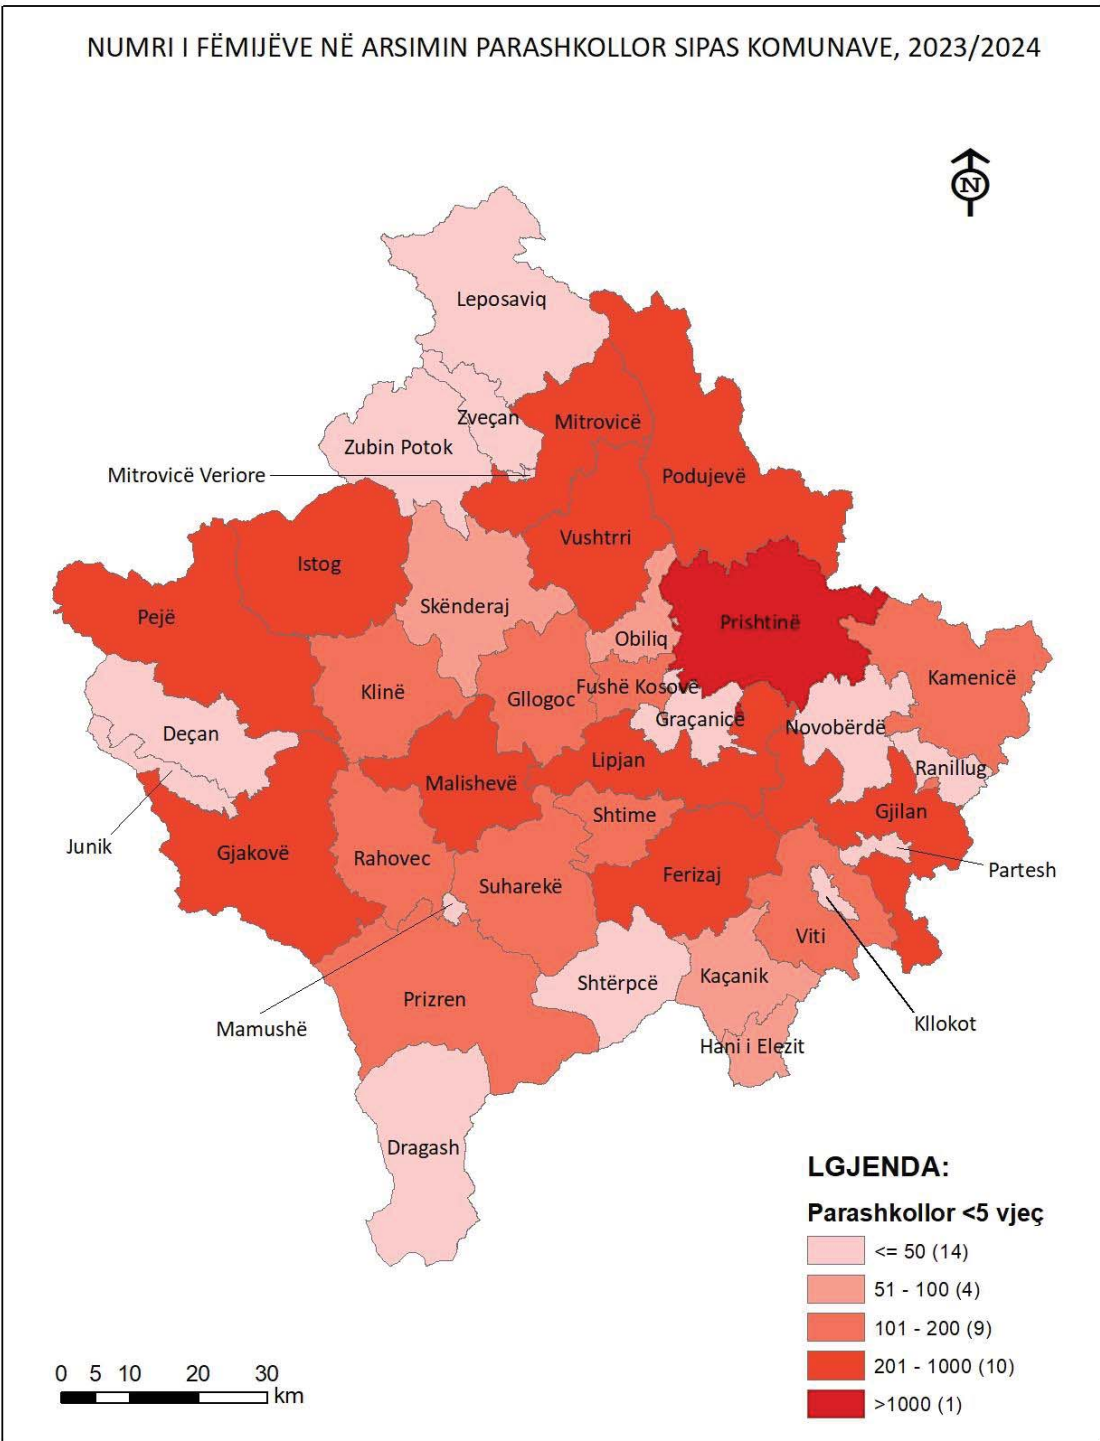 NUMRI I FËMIJËVE NË ARSIMIN PARASHKOLLOR SIPAS KOMUNAVE, 2023/2024
N
Leposaviq
Zveçan
Mitrovicë
Zubin Potok
Mitrovicë Veriore
Podujevë
Vushtrri
Istog
Skënderaj
Pejë
Prishtinë
Obiliq
Kamenicë
Fushë Kosovë
Klinë
Gllogoc
Graçanicë
Novobërdë
Deçan
Lipjan
Ranillug
Malishevë
Shtime
Gjilan
Junik
Gjakovë
Rahovec
Partesh
Ferizaj
Suharekë
Viti
Kaçanik
Shtërpcë
Prizren
Mamushë
Kllokot
Hani i Elezit
Dragash
LGJENDA:
Parashkollor <5 vjeç
<= 50 (14)
51 - 100 (4)
101 - 200 (9)
201 - 1000 (10)
>1000 (1)
0 5 10 20 30
km